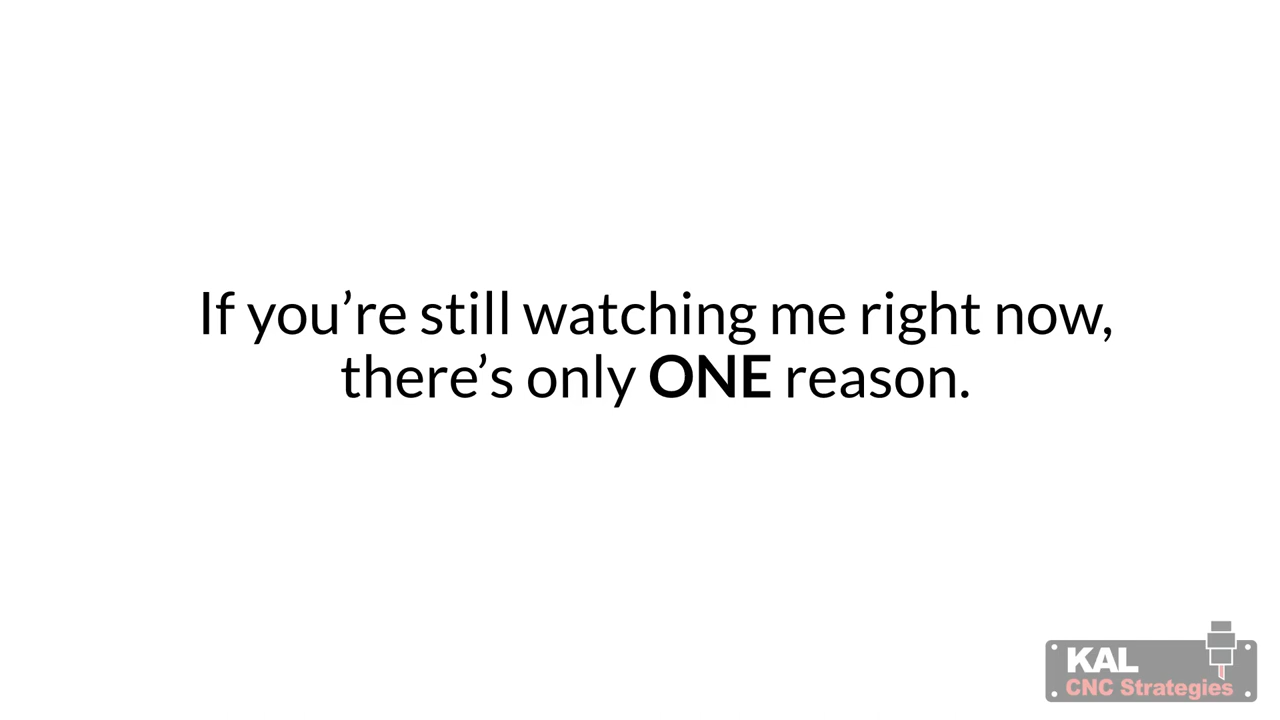 If you’re still watching me right now,
there’s only ONE reason.
KAL
CNC Strategies